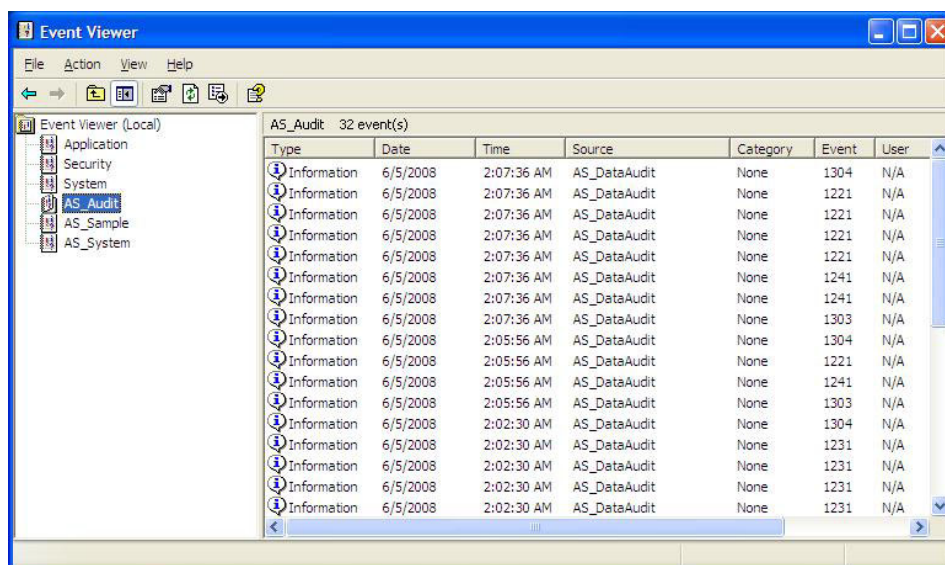 Event Viewer
File Action View Help
Event Viewer (Local)
Application
Security
System
AS_Audit
AS_Sample
AS_System
AS_Audit 32 event(s)
Type Date Time Source Category Event User
Information 6/5/2008 2:07:36 AM AS_DataAudit None 1304 N/A
Information 6/5/2008 2:07:36 AM AS_DataAudit None 1221 N/A
Information 6/5/2008 2:07:36 AM AS_DataAudit None 1221 N/A
Information 6/5/2008 2:07:36 AM AS_DataAudit None 1221 N/A
Information 6/5/2008 2:07:36 AM AS_DataAudit None 1221 N/A
Information 6/5/2008 2:07:36 AM AS_DataAudit None 1241 N/A
Information 6/5/2008 2:07:36 AM AS_DataAudit None 1241 N/A
Information 6/5/2008 2:07:36 AM AS_DataAudit None 1303 N/A
Information 6/5/2008 2:05:56 AM AS_DataAudit None 1304 N/A
Information 6/5/2008 2:05:56 AM AS_DataAudit None 1221 N/A
Information 6/5/2008 2:05:56 AM AS_DataAudit None 1241 N/A
Information 6/5/2008 2:05:56 AM AS_DataAudit None 1303 N/A
Information 6/5/2008 2:02:30 AM AS_DataAudit None 1304 N/A
Information 6/5/2008 2:02:30 AM AS_DataAudit None 1231 N/A
Information 6/5/2008 2:02:30 AM AS_DataAudit None 1231 N/A
Information 6/5/2008 2:02:30 AM AS_DataAudit None 1231 N/A
Information 6/5/2008 2:02:30 AM AS_DataAudit None 1231 N/A